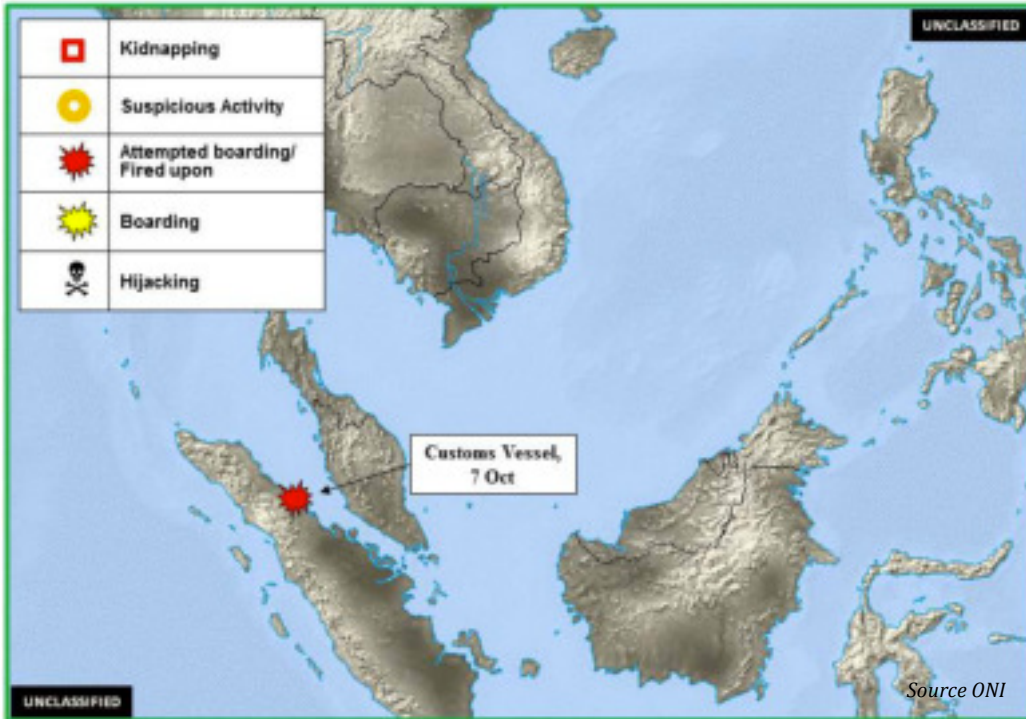 UNCLASSIFIED
Kidnapping
Suspicious Activity
Attempted boarding/
Fired upon
Boarding
Hijacking
Customs Vessel,
7 Oct
Source ONI
UNCLASSIFIED